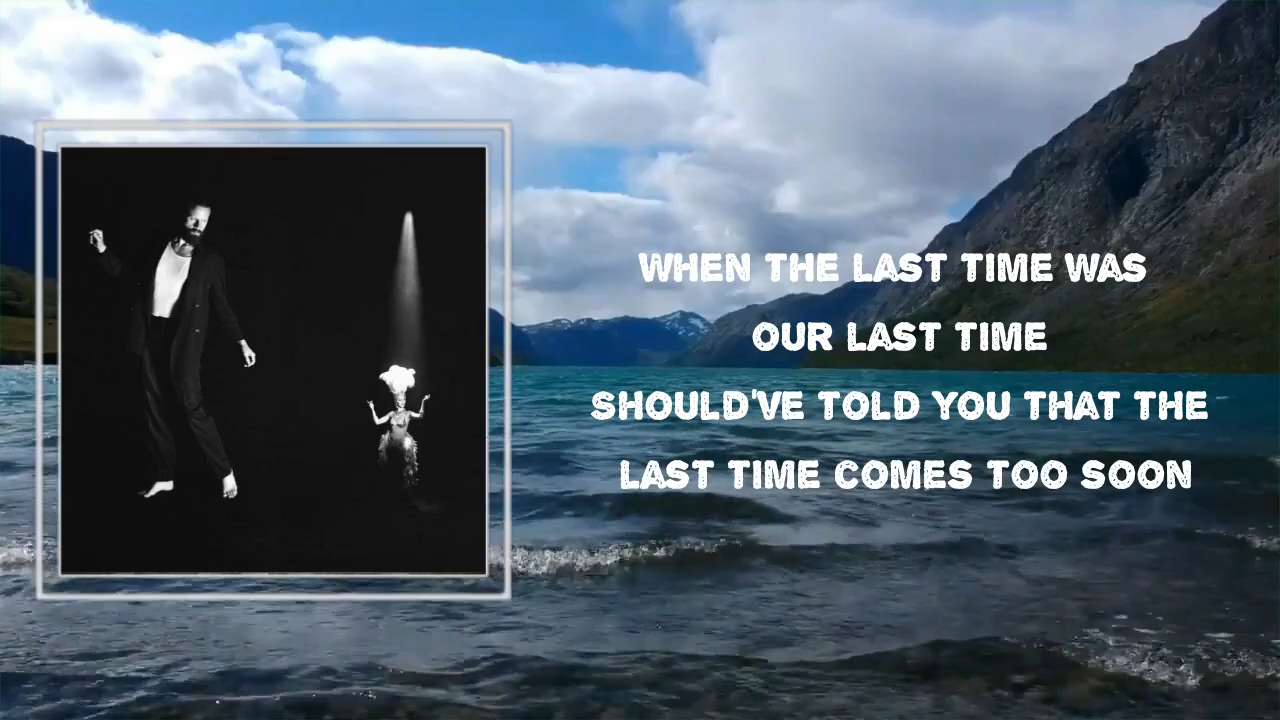 WHEN THE LAST TIME WAS
OUR LAST TIME
SHOULD'VE TOLD YOU THAT THE
LAST TIME COMES TOO SOON